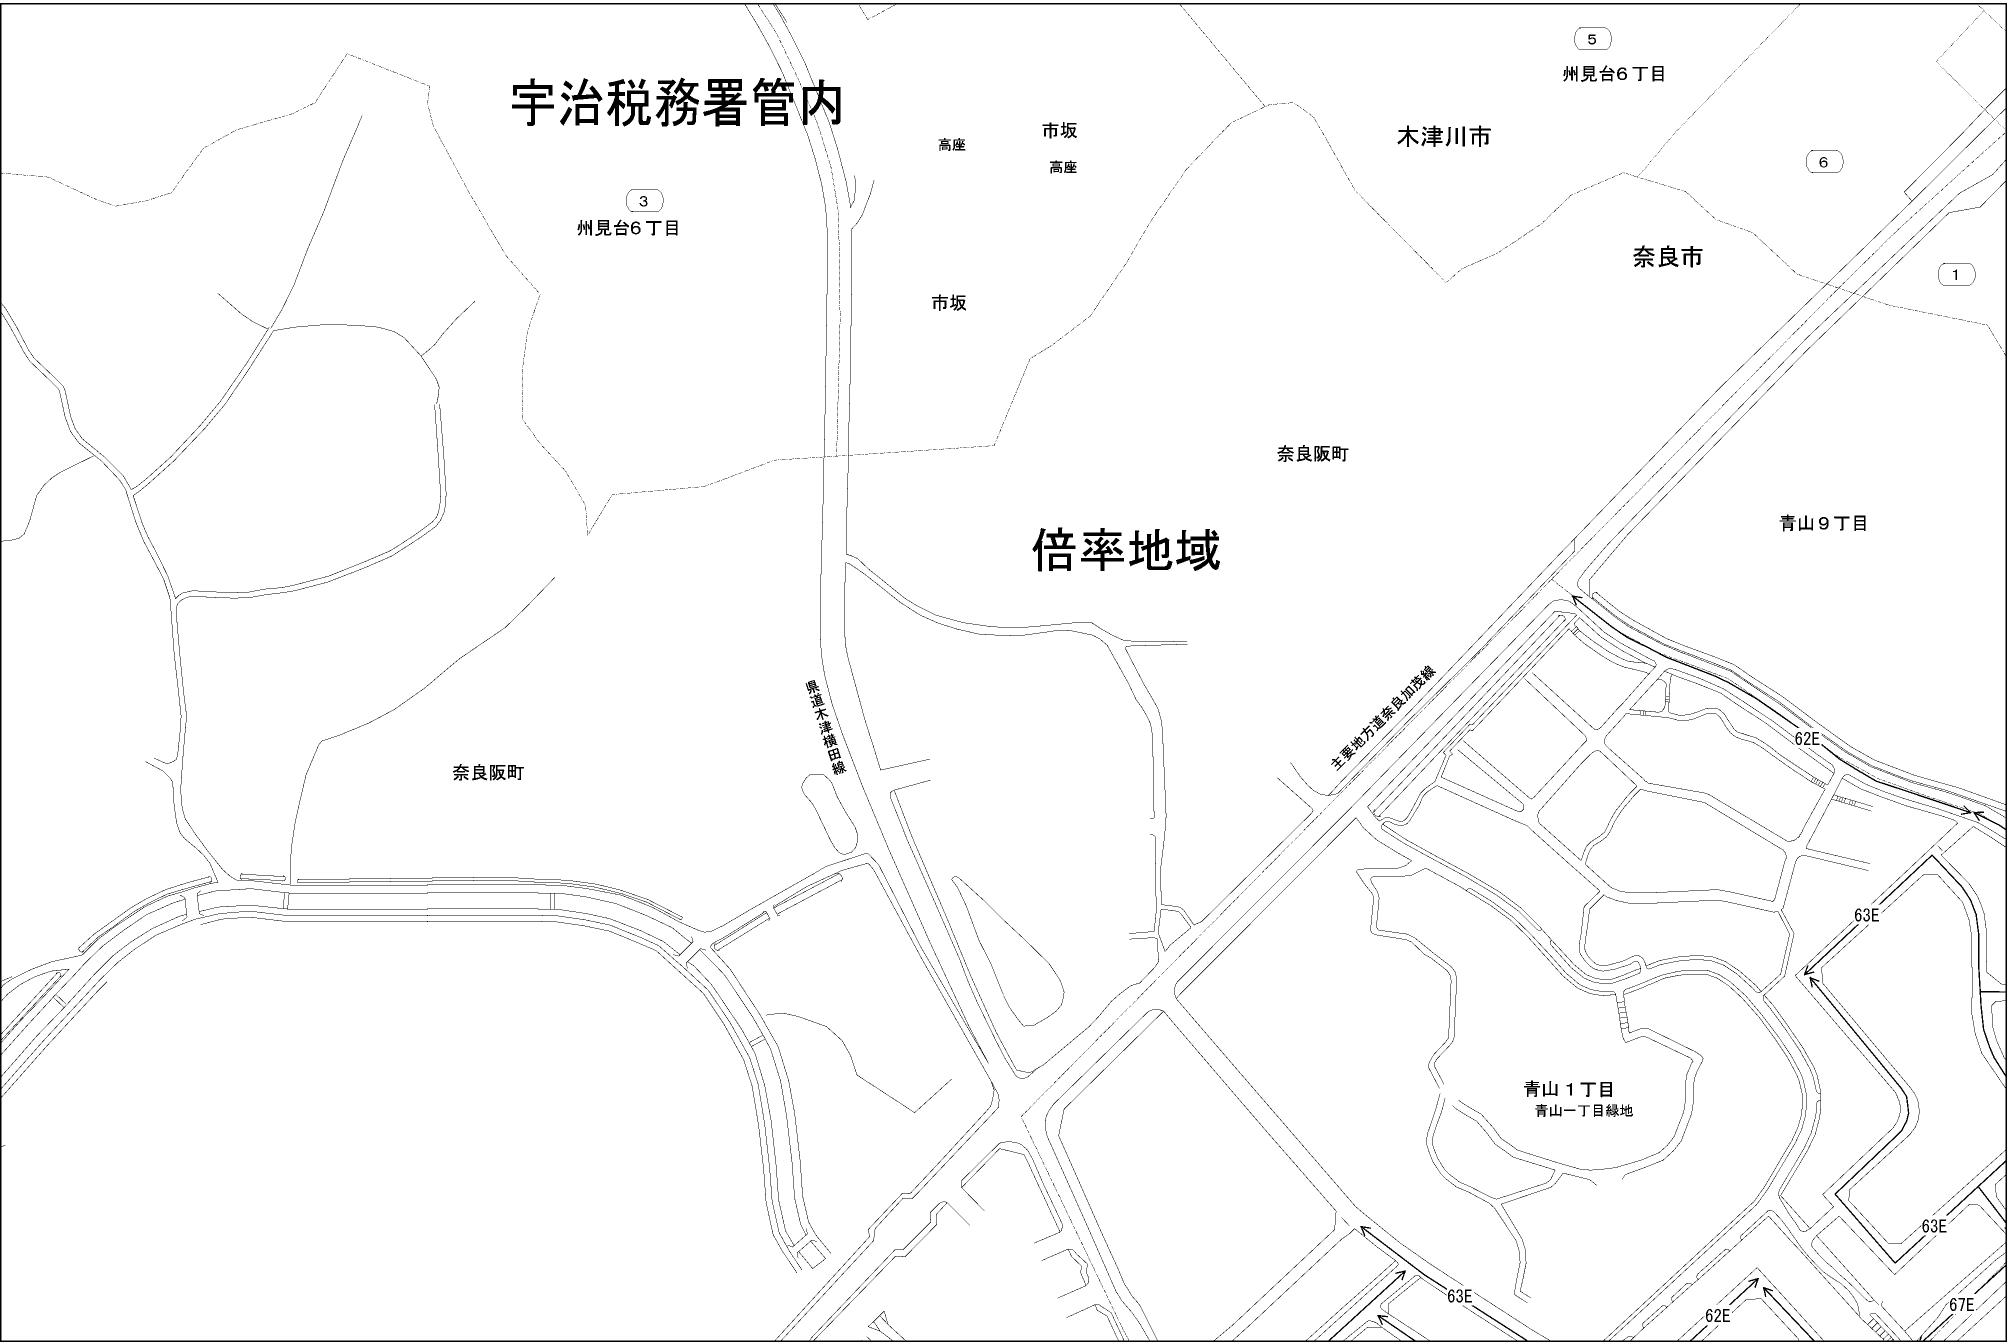 5
州見台6丁目
宇治税務署管内
市坂
高座
高座
木津川市
6
3
州見台6丁目
奈良市
1
市坂
奈良阪町
青山9丁目
倍率地域
主要地方道奈良加茂線
県道木津横田線
62E
奈良阪町
63E
青山1丁目
青山一丁目緑地
63E
63E
67E
62E